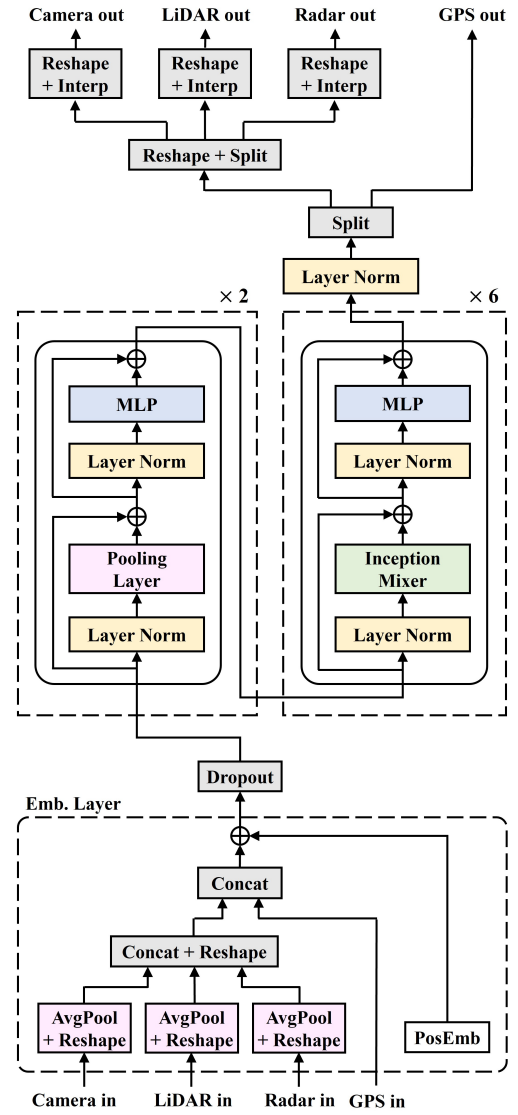 Camera out LiDAR out Radar out GPS out
Reshape Reshape Reshape
+ Interp + Interp + Interp
Reshape + Split
Split
Layer Norm
× 2 × 6
MLP MLP
Layer Norm Layer Norm
Pooling Inception
Layer Mixer
Layer Norm Layer Norm
Dropout
Emb. Layer
Concat
Concat + Reshape
AvgPool AvgPool AvgPool
+ Reshape + Reshape + Reshape
PosEmb
Camera in LiDAR in Radar in GPS in